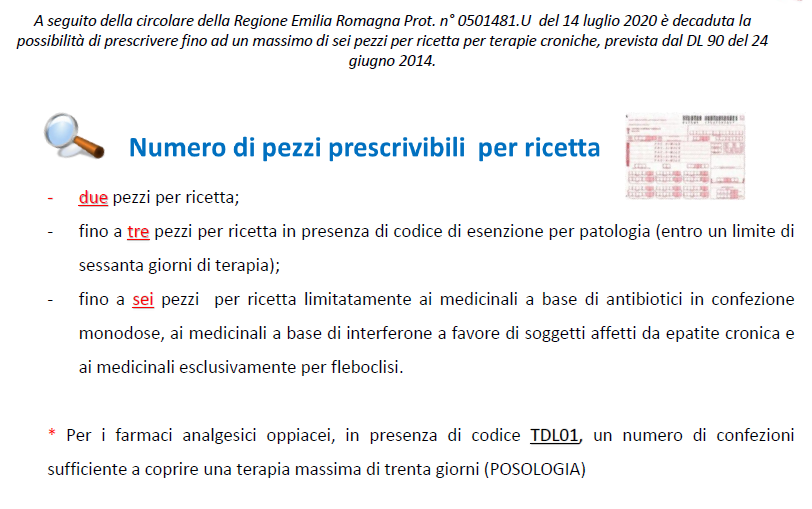 A seguito della circolare della Regione Emilia Romagna Prot. n° 0501481.U  del 14 luglio 2020 è decaduta la
possibilità di prescrivere fino ad un massimo di sei pezzi per ricetta per terapie croniche, prevista dal DL 90 del 24
giugno 2014.
Numero di pezzi prescrivibili  per ricetta
- due pezzi per ricetta;
- fino a tre pezzi per ricetta in presenza di codice di esenzione per patologia (entro un limite di
sessanta giorni di terapia);
- fino a sei pezzi  per ricetta limitatamente ai medicinali a base di antibiotici in confezione
monodose, ai medicinali a base di interferone a favore di soggetti affetti da epatite cronica e
ai medicinali esclusivamente per fleboclisi.
* Per i farmaci analgesici oppiacei, in presenza di codice TDL01, un numero di confezioni
sufficiente a coprire una terapia massima di trenta giorni (POSOLOGIA)